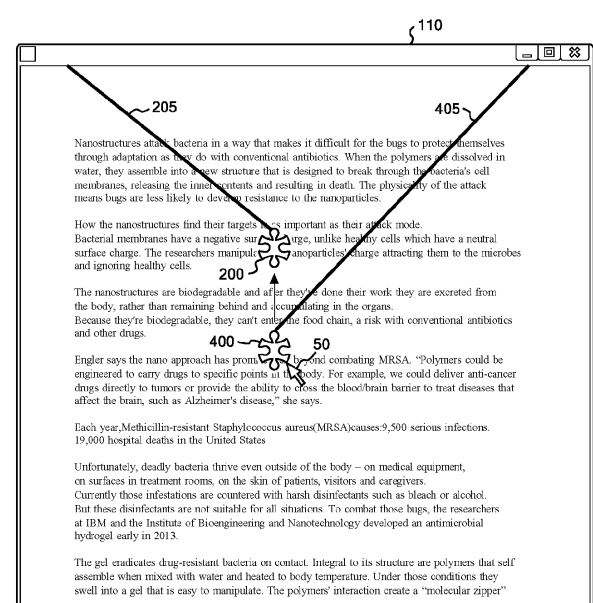 110
205
405
Nanostructures attack bacteria in a way that makes it difficult for the bugs to protect themselves
through adaptation as they do with conventional antibiotics. When the polymers are dissolved in
water, they assemble into a new structure that is designed to break through the bacteria's cell
membranes, releasing the inner contents and resulting in death. The physicality of the attack
means bugs are less likely to develop resistance to the nanoparticles.
How the nanostructures find their targets is as important as their attack mode.
Bacterial membranes have a negative sur arge, unlike healthy cells which have a neutral
surface charge. The researchers manipula anoparticles' charge attracting them to the microbes
and ignoring healthy cells.
200
The nanostructures are biodegradable and after they've done their work they are excreted from
the body, rather than remaining behind and accumulating in the organs.
Because they're biodegradable, they can't enter the food chain, a risk with conventional antibiotics
and other drugs.
400
50
Engler says the nano approach has prom beyond combating MRSA. “Polymers could be
engineered to carry drugs to specific points in the body. For example, we could deliver anti-cancer
drugs directly to tumors or provide the ability to cross the blood/brain barrier to treat diseases that
affect the brain, such as Alzheimer's disease,” she says.
Each year,Methicillin-resistant Staphylococcus aureus(MRSA)causes:9,500 serious infections.
19,000 hospital deaths in the United States
Unfortunately, deadly bacteria thrive even outside of the body – on medical equipment,
on surfaces in treatment rooms, on the skin of patients, visitors and caregivers.
Currently those infestations are countered with harsh disinfectants such as bleach or alcohol.
But these disinfectants are not suitable for all situations. To combat those bugs, the researchers
at IBM and the Institute of Bioengineering and Nanotechnology developed an antimicrobial
hydrogel early in 2013.
The gel eradicates drug-resistant bacteria on contact. Integral to its structure are polymers that self
assemble when mixed with water and heated to body temperature. Under those conditions they
swell into a gel that is easy to manipulate. The polymers' interaction create a “molecular zipper”